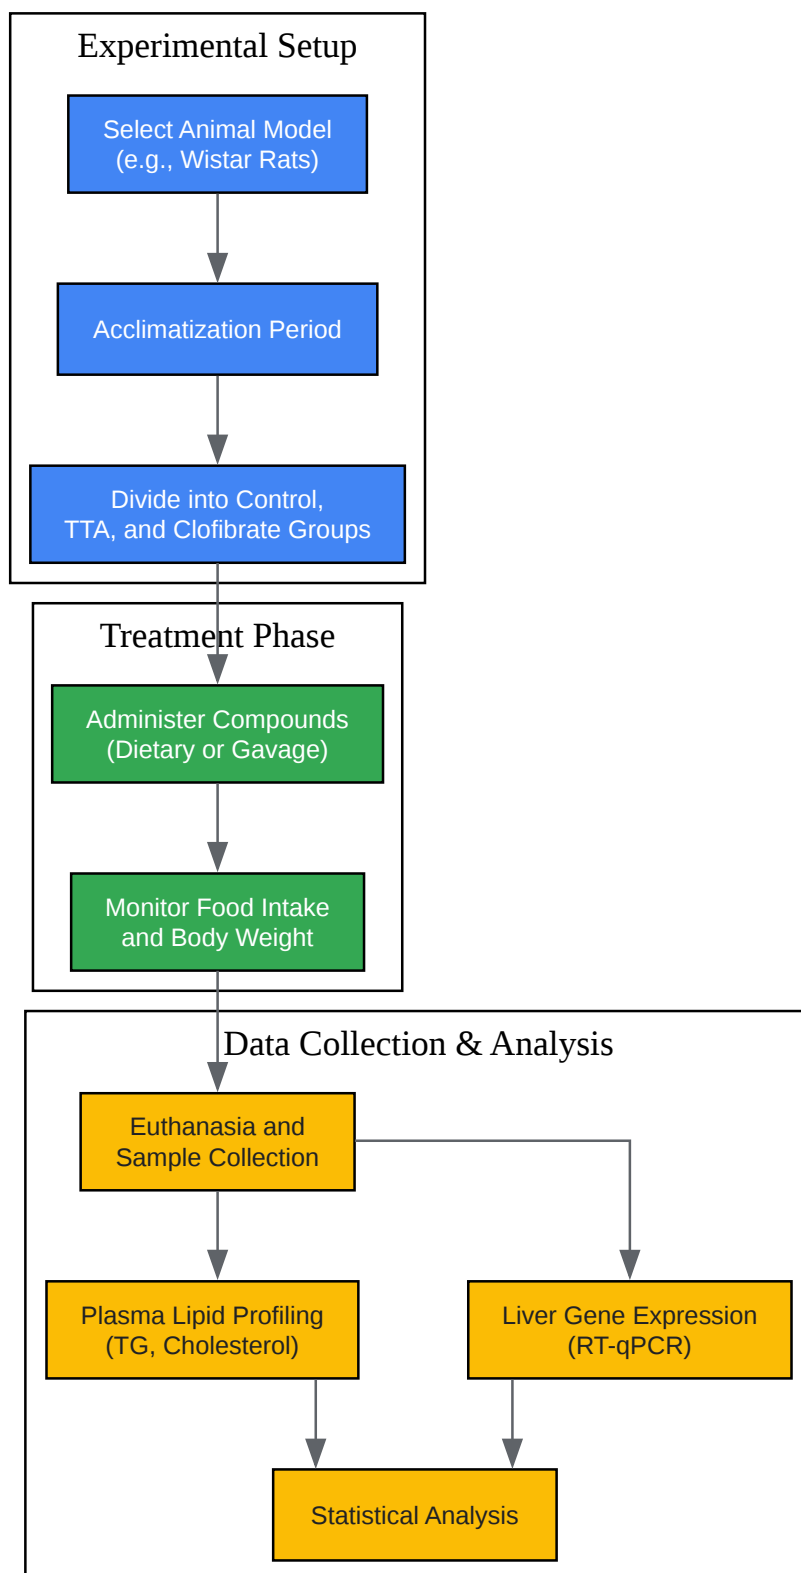 Experimental Setup
Select Animal Model
(e.g., Wistar Rats)
Acclimatization Period
Divide into Control,
TTA, and Clofibrate Groups
Treatment Phase
Administer Compounds
(Dietary or Gavage)
Monitor Food Intake
and Body Weight
Data Collection & Analysis
Euthanasia and
Sample Collection
Plasma Lipid Profiling
(TG, Cholesterol)
Liver Gene Expression
(RT-qPCR)
Statistical Analysis